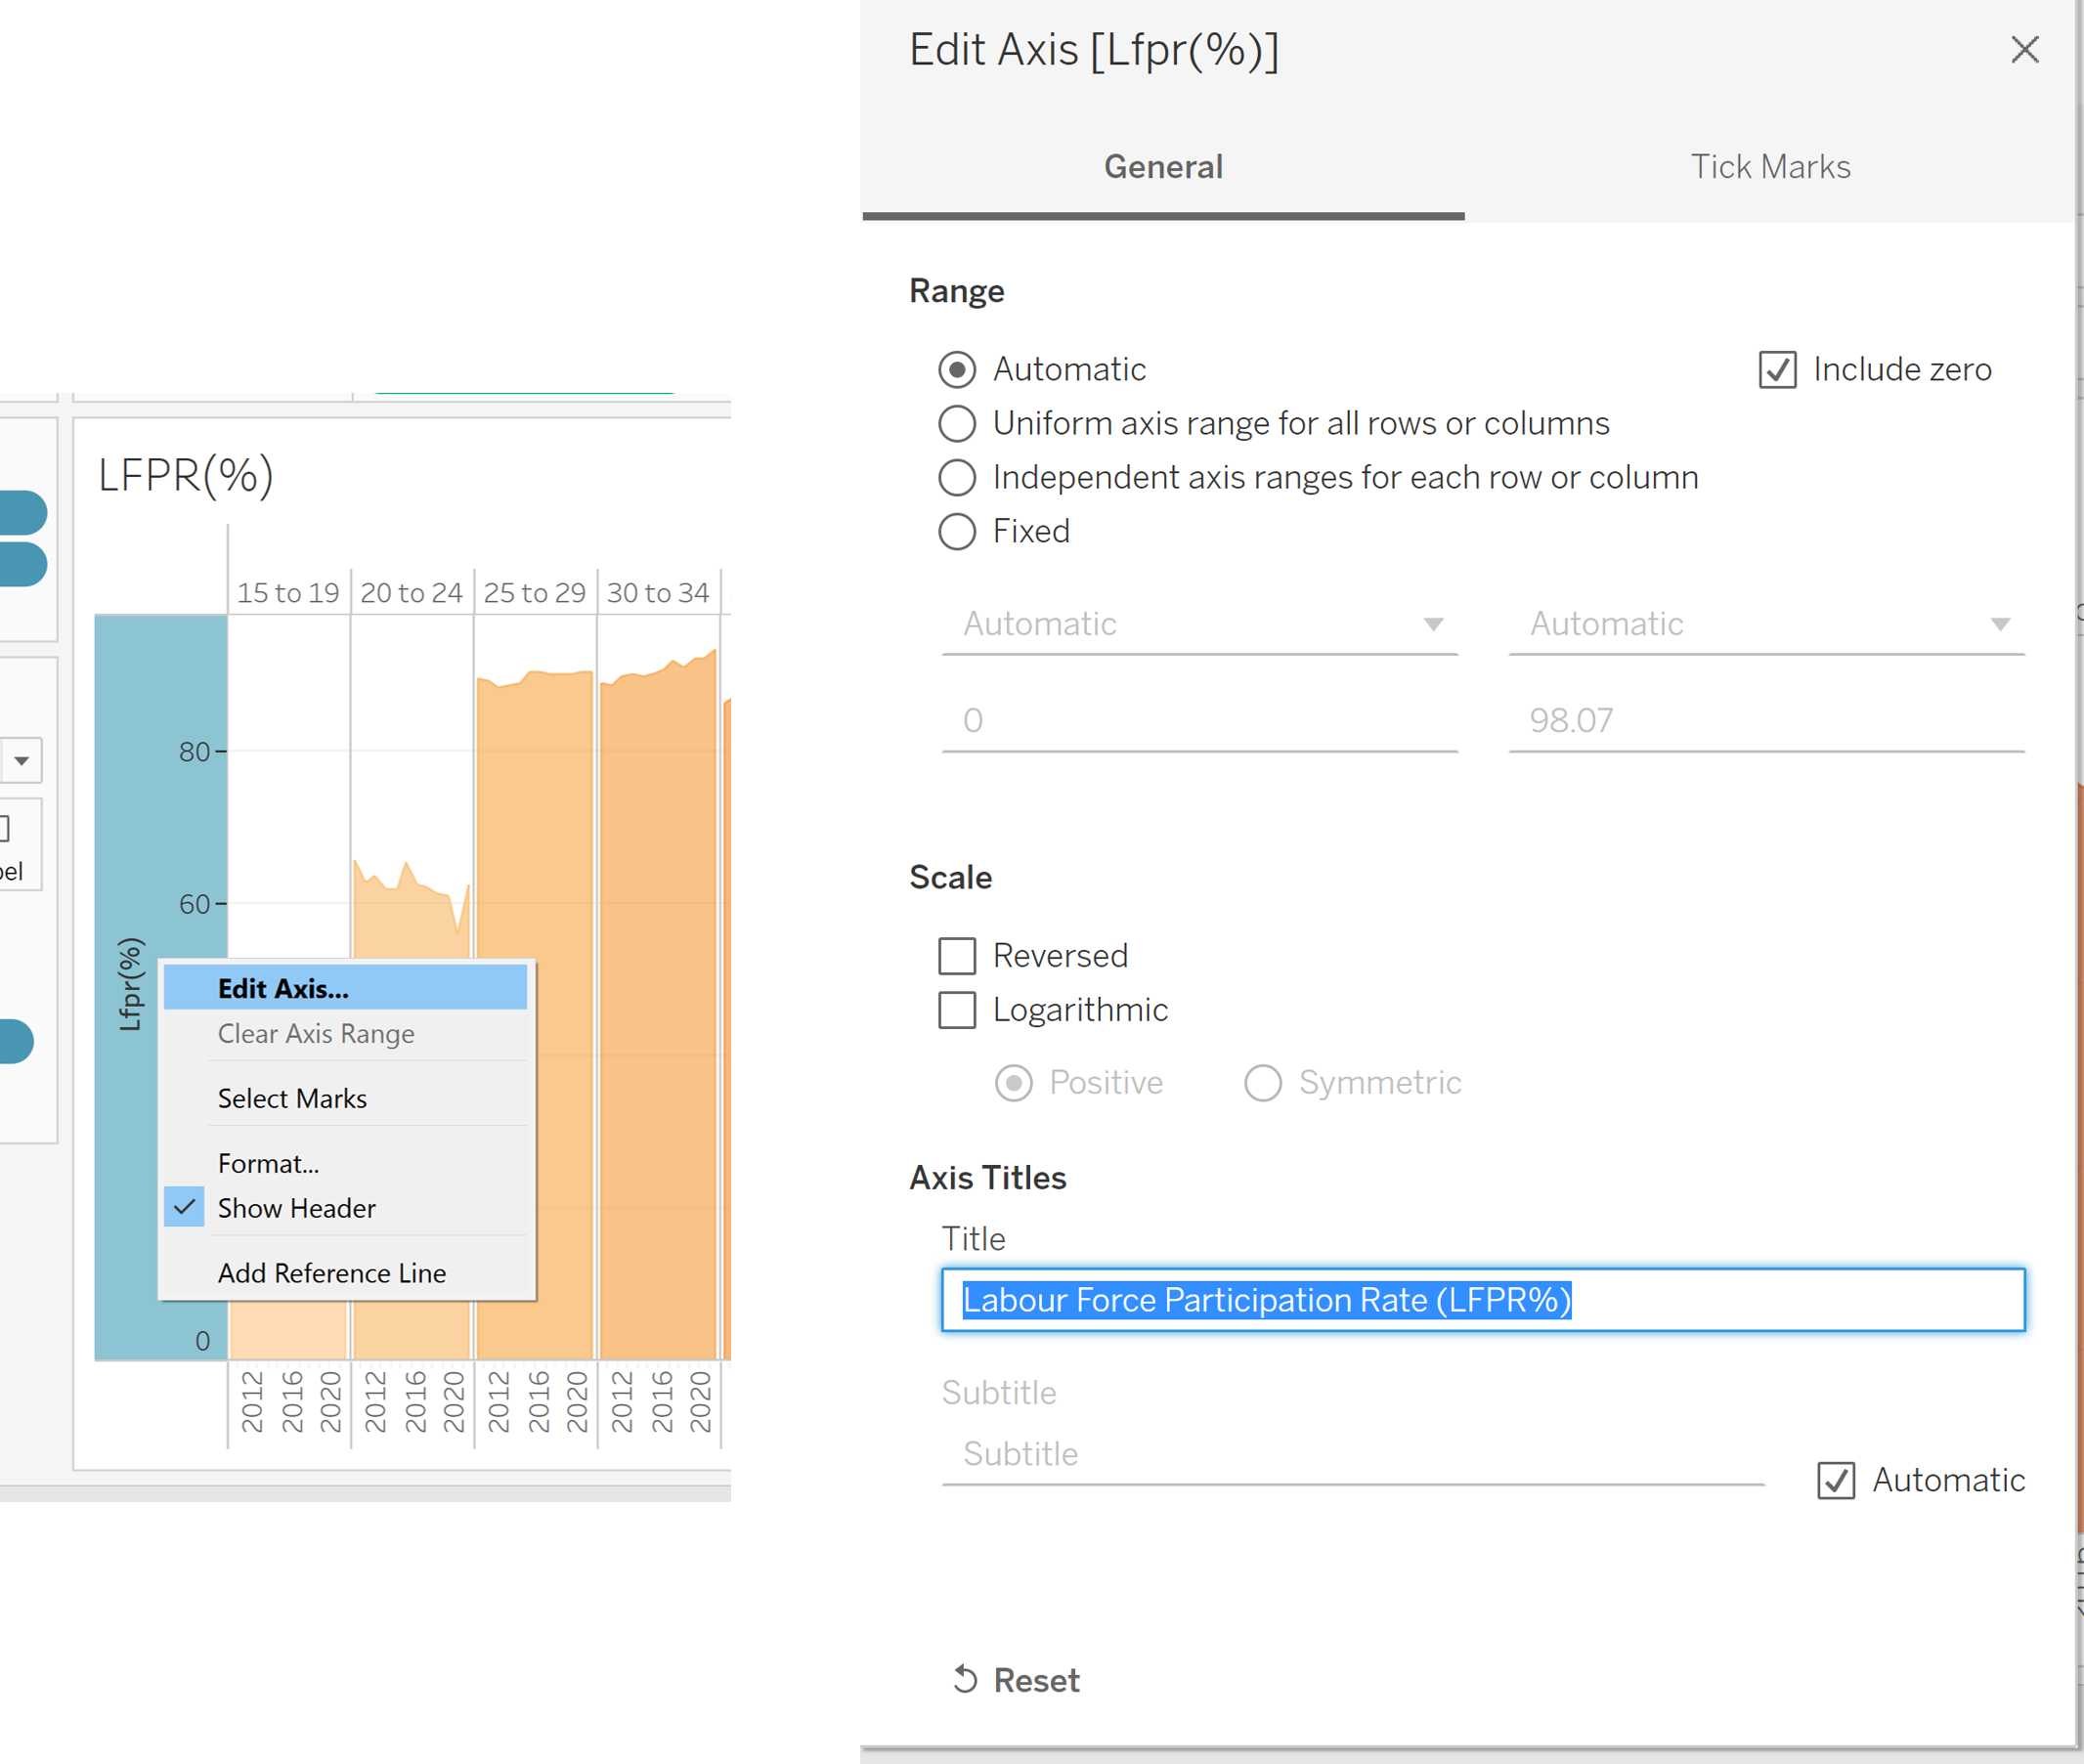 LFPR(%)
15 to 19 20 to 24 25 to 29 30 to 34
80
60
Lfpr(%)
Edit Axis...
Clear Axis Range
Select Marks
Format...
Show Header
Add Reference Line
0
2012 2016 2020 2012 2016 2020 2012 2016 2020 2012 2016 2020
Edit Axis [Lfpr(%)]
General Tick Marks
Range
Automatic Include zero
Uniform axis range for all rows or columns
Independent axis ranges for each row or column
Fixed
Automatic Automatic
0 98.07
Scale
Reversed
Logarithmic
Positive Symmetric
Axis Titles
Title
Labour Force Participation Rate (LFPR%)
Subtitle
Subtitle
Automatic
Reset